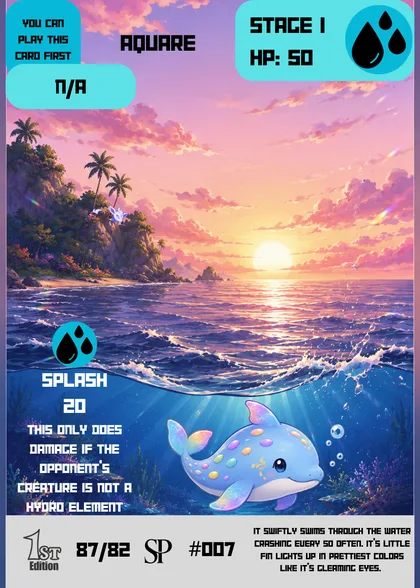 YOU CAN
PLAY THIS
CARD FIRST
AQUARE
STAGE 1
HP: 50
N/A
SPLASH
20
THIS ONLY DOES
DAMAGE IF THE
OPPONENT'S
CREATURE IS NOT A
HYDRO ELEMENT
1ST
Edition
87/82
SP
#007
IT SWIFTLY SWIMS THROUGH THE WATER
CRASHING EVERY SO OFTEN. IT'S LITTLE
FIN LIGHTS UP IN PRETTIEST COLORS
LIKE IT'S GLEAMING EYES.